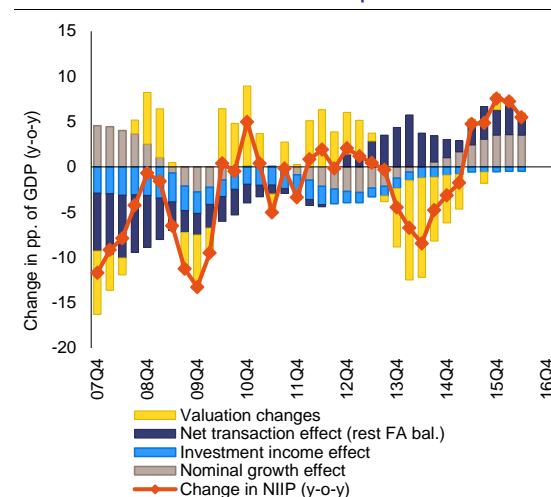 Change in pp. of GDP (y-o-y)
15
10
5
0
-5
-10
-15
-20
07Q4
08Q4
09Q4
10Q4
11Q4
12Q4
13Q4
14Q4
15Q4
16Q4
Valuation changes
Net transaction effect (rest FA bal.)
Investment income effect
Nominal growth effect
Change in NIIP (y-o-y)